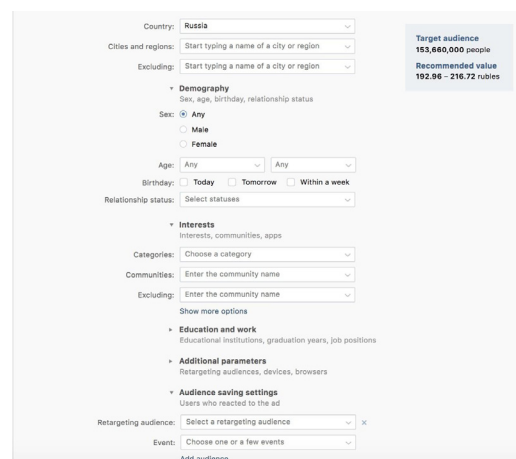 Country: Russia
Target audience
153,660,000 people
Recommended value
192.96 – 216.72 rubles
Cities and regions: Start typing a name of a city or region
Excluding: Start typing a name of a city or region
Demography
Sex, age, birthday, relationship status
Sex: Any
Male
Female
Age: Any Any
Birthday: Today Tomorrow Within a week
Relationship status: Select statuses
Interests
Interests, communities, apps
Categories: Choose a category
Communities: Enter the community name
Excluding: Enter the community name
Show more options
Education and work
Educational institutions, graduation years, job positions
Additional parameters
Retargeting audiences, devices, browsers
Audience saving settings
Users who reacted to the ad
Retargeting audience: Select a retargeting audience
Event: Choose one or a few events
Add audience